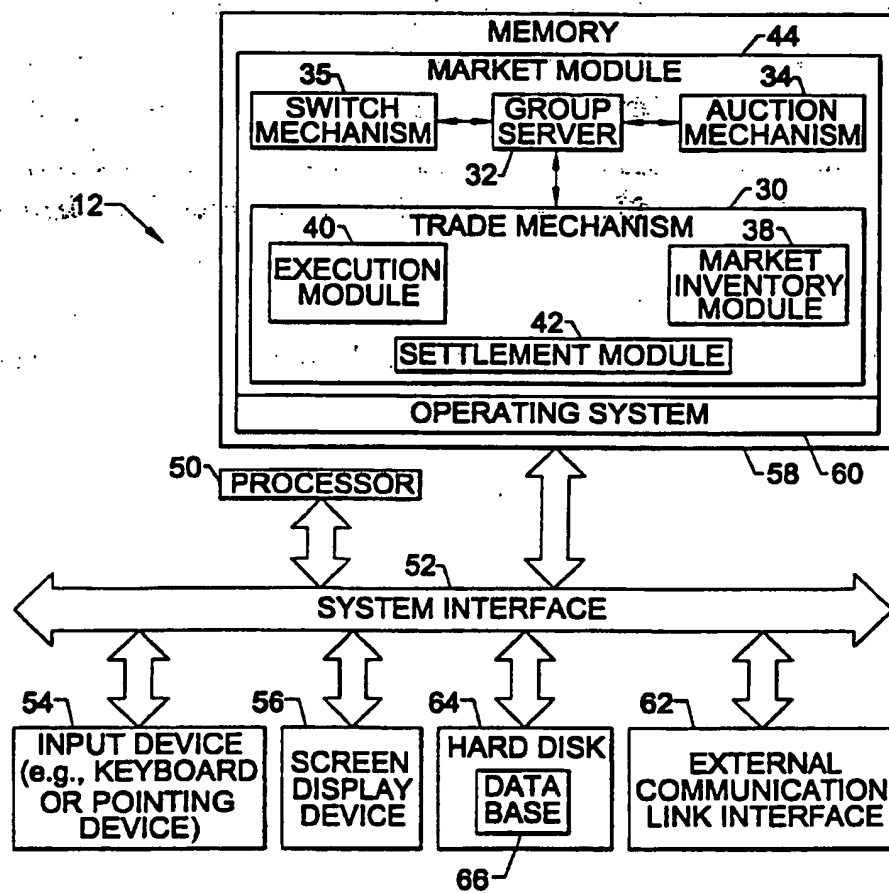 MEMORY
44
MARKET MODULE
35
34
SWITCH
MECHANISM
GROUP
SERVER
AUCTION
MECHANISM
32
30
12
TRADE MECHANISM
40
38
EXECUTION
MODULE
MARKET
INVENTORY
MODULE
42
SETTLEMENT MODULE
OPERATING SYSTEM
50
PROCESSOR
58
60
52
SYSTEM INTERFACE
54
56
64
62
INPUT DEVICE
(e.g., KEYBOARD
OR POINTING
DEVICE)
SCREEN
DISPLAY
DEVICE
HARD DISK
DATA
BASE
EXTERNAL
COMMUNICATION
LINK INTERFACE
66